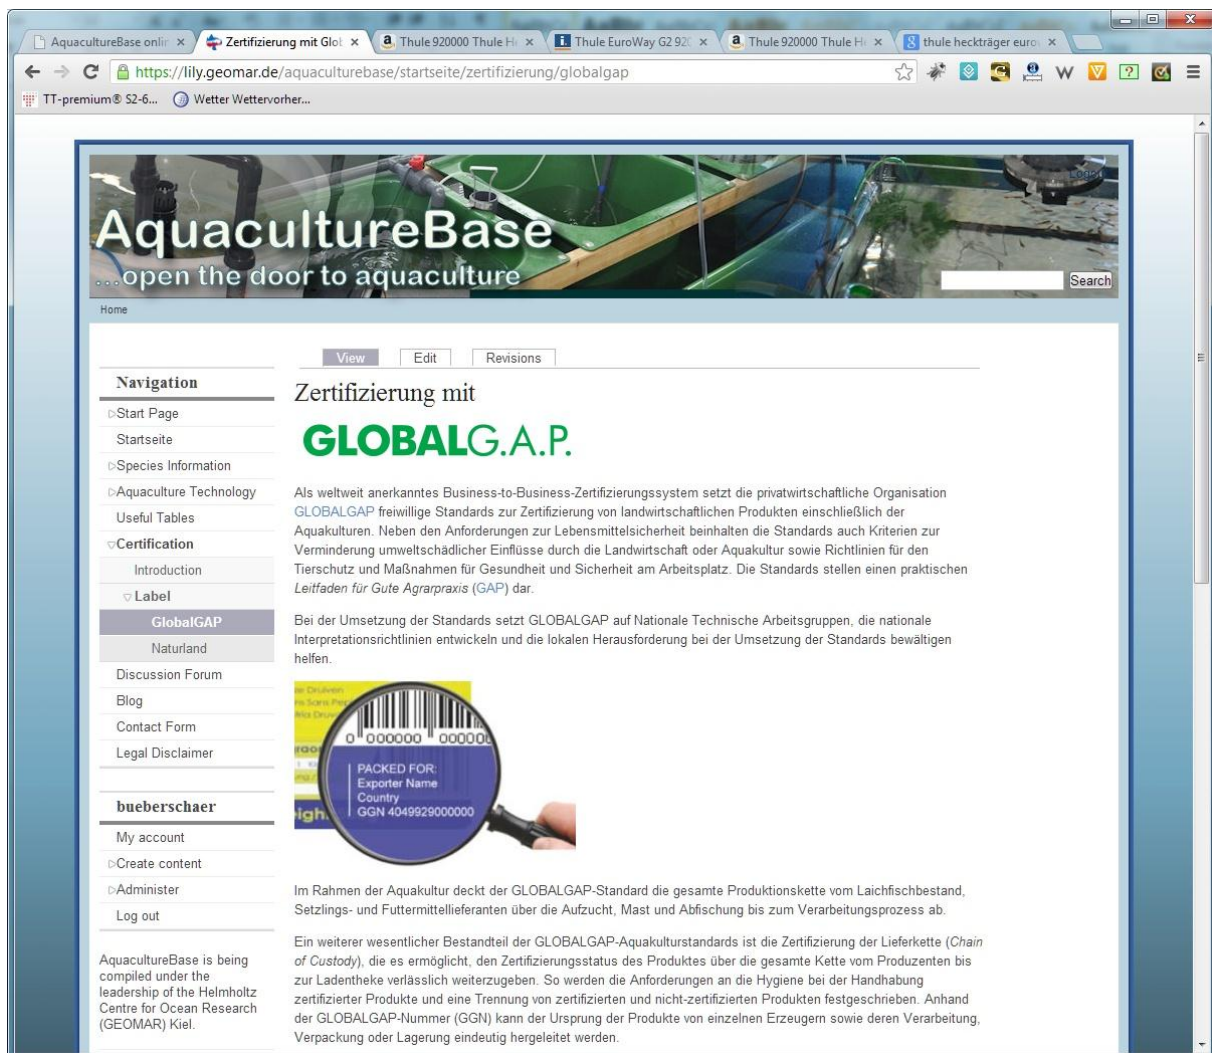 AquacultureBase onlin
Zertifizierung mit Glob
Thule 920000 Thule H
Thule EuroWay G2 920
Thule 920000 Thule H
thule heckträger euro
https://lily.geomar.de/aquaculturebase/startseite/zertifizierung/globalgap
TT-premium® S2-6...
Wetter Wettervorher...
AquacultureBase
...open the door to aquaculture
Search
Home
View
Edit
Revisions
Navigation
Start Page
Startseite
Species Information
Aquaculture Technology
Useful Tables
Certification
Introduction
Label
GlobalGAP
Naturland
Discussion Forum
Blog
Contact Form
Legal Disclaimer
bueberschaer
My account
Create content
Administer
Log out
AquacultureBase is being
compiled under the
leadership of the Helmholtz
Centre for Ocean Research
(GEOMAR) Kiel.
Zertifizierung mit
GLOBALG.A.P.
Als weltweit anerkanntes Business-to-Business-Zertifizierungssystem setzt die privatwirtschaftliche Organisation
GLOBALGAP freiwillige Standards zur Zertifizierung von landwirtschaftlichen Produkten einschließlich der
Aquakulturen. Neben den Anforderungen zur Lebensmittelsicherheit beinhalten die Standards auch Kriterien zur
Verminderung umweltschädlicher Einflüsse durch die Landwirtschaft oder Aquakultur sowie Richtlinien für den
Tierschutz und Maßnahmen für Gesundheit und Sicherheit am Arbeitsplatz. Die Standards stellen einen praktischen
Leitfaden für Gute Agrarpraxis (GAP) dar.
Bei der Umsetzung der Standards setzt GLOBALGAP auf Nationale Technische Arbeitsgruppen, die nationale
Interpretationsrichtlinien entwickeln und die lokalen Herausforderung bei der Umsetzung der Standards bewältigen
helfen.
0 000000 000000
PACKED FOR:
Exporter Name
Country
GGN 4049929000000
Im Rahmen der Aquakultur deckt der GLOBALGAP-Standard die gesamte Produktionskette vom Laichfischbestand,
Setzlings- und Futtermittellieferanten über die Aufzucht, Mast und Abfischung bis zum Verarbeitungsprozess ab.
Ein weiterer wesentlicher Bestandteil der GLOBALGAP-Aquakulturstandards ist die Zertifizierung der Lieferkette (Chain
of Custody), die es ermöglicht, den Zertifizierungsstatus des Produktes über die gesamte Kette vom Produzenten bis
zur Ladentheke verlässlich weiterzugeben. So werden die Anforderungen an die Hygiene bei der Handhabung
zertifizierter Produkte und eine Trennung von zertifizierten und nicht-zertifizierten Produkten festgeschrieben. Anhand
der GLOBALGAP-Nummer (GGN) kann der Ursprung der Produkte von einzelnen Erzeugern sowie deren Verarbeitung,
Verpackung oder Lagerung eindeutig hergeleitet werden.